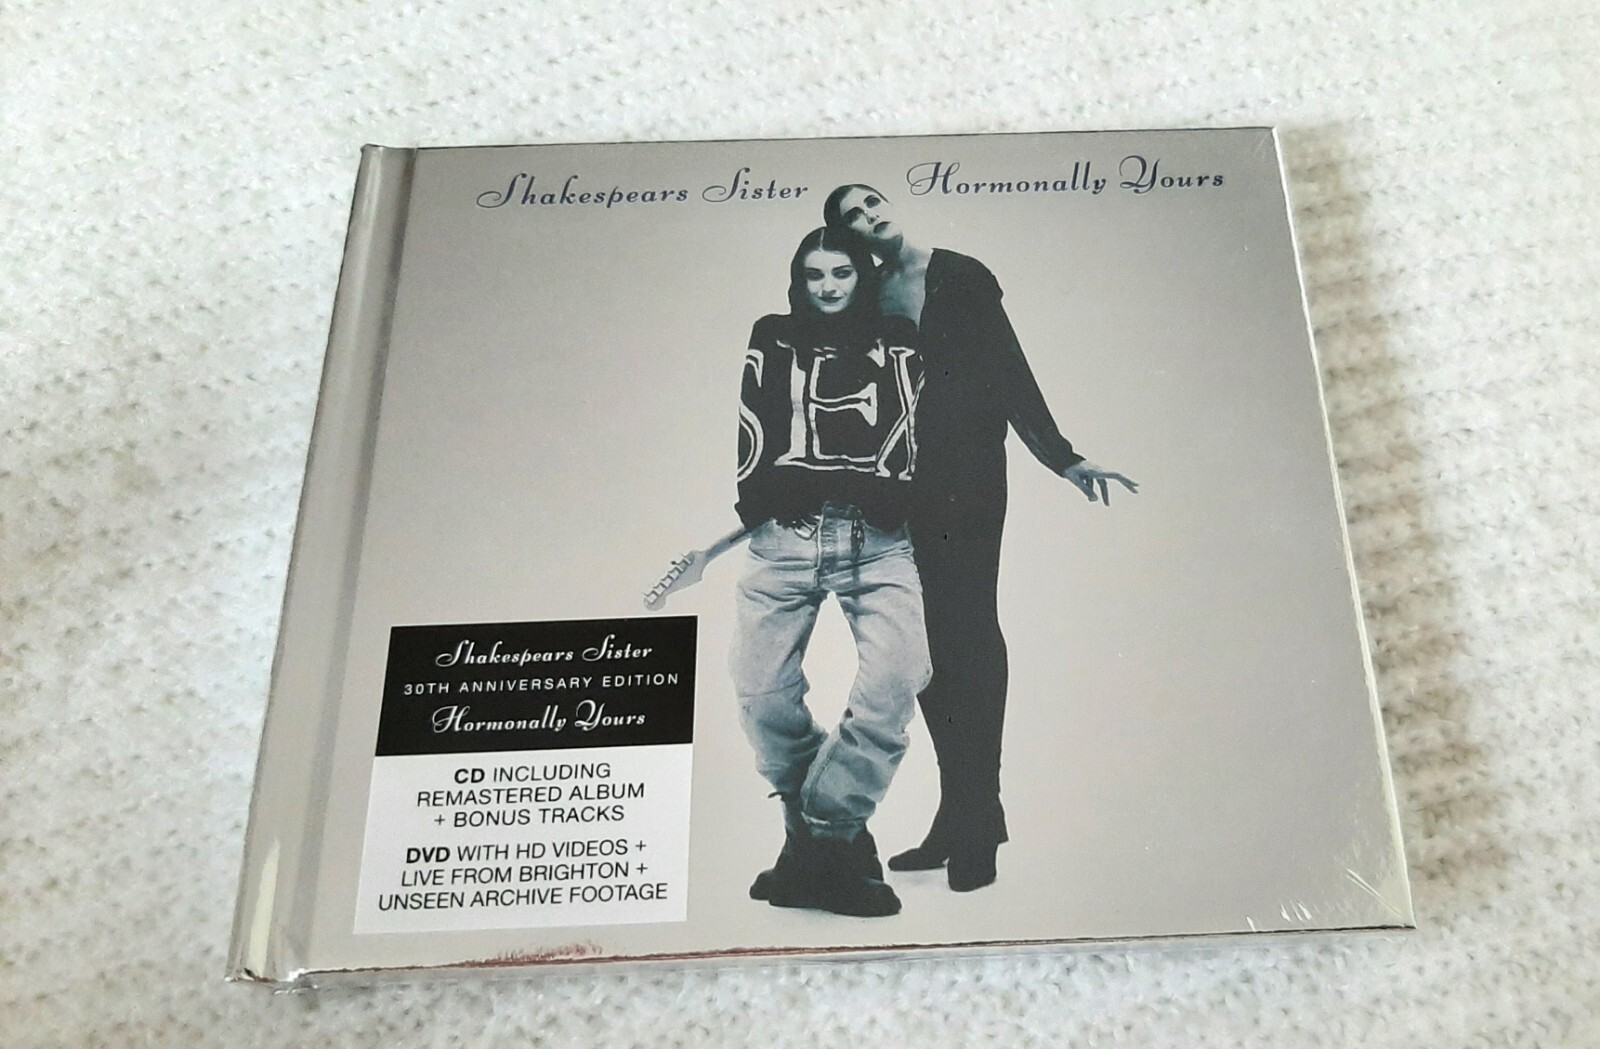 Shakespears Sister
Hormonally Yours
SEX
Shakespears Sister
30TH ANNIVERSARY EDITION
Hormonally Yours
CD INCLUDING
REMASTERED ALBUM
+ BONUS TRACKS
DVD WITH HD VIDEOS +
LIVE FROM BRIGHTON +
UNSEEN ARCHIVE FOOTAGE